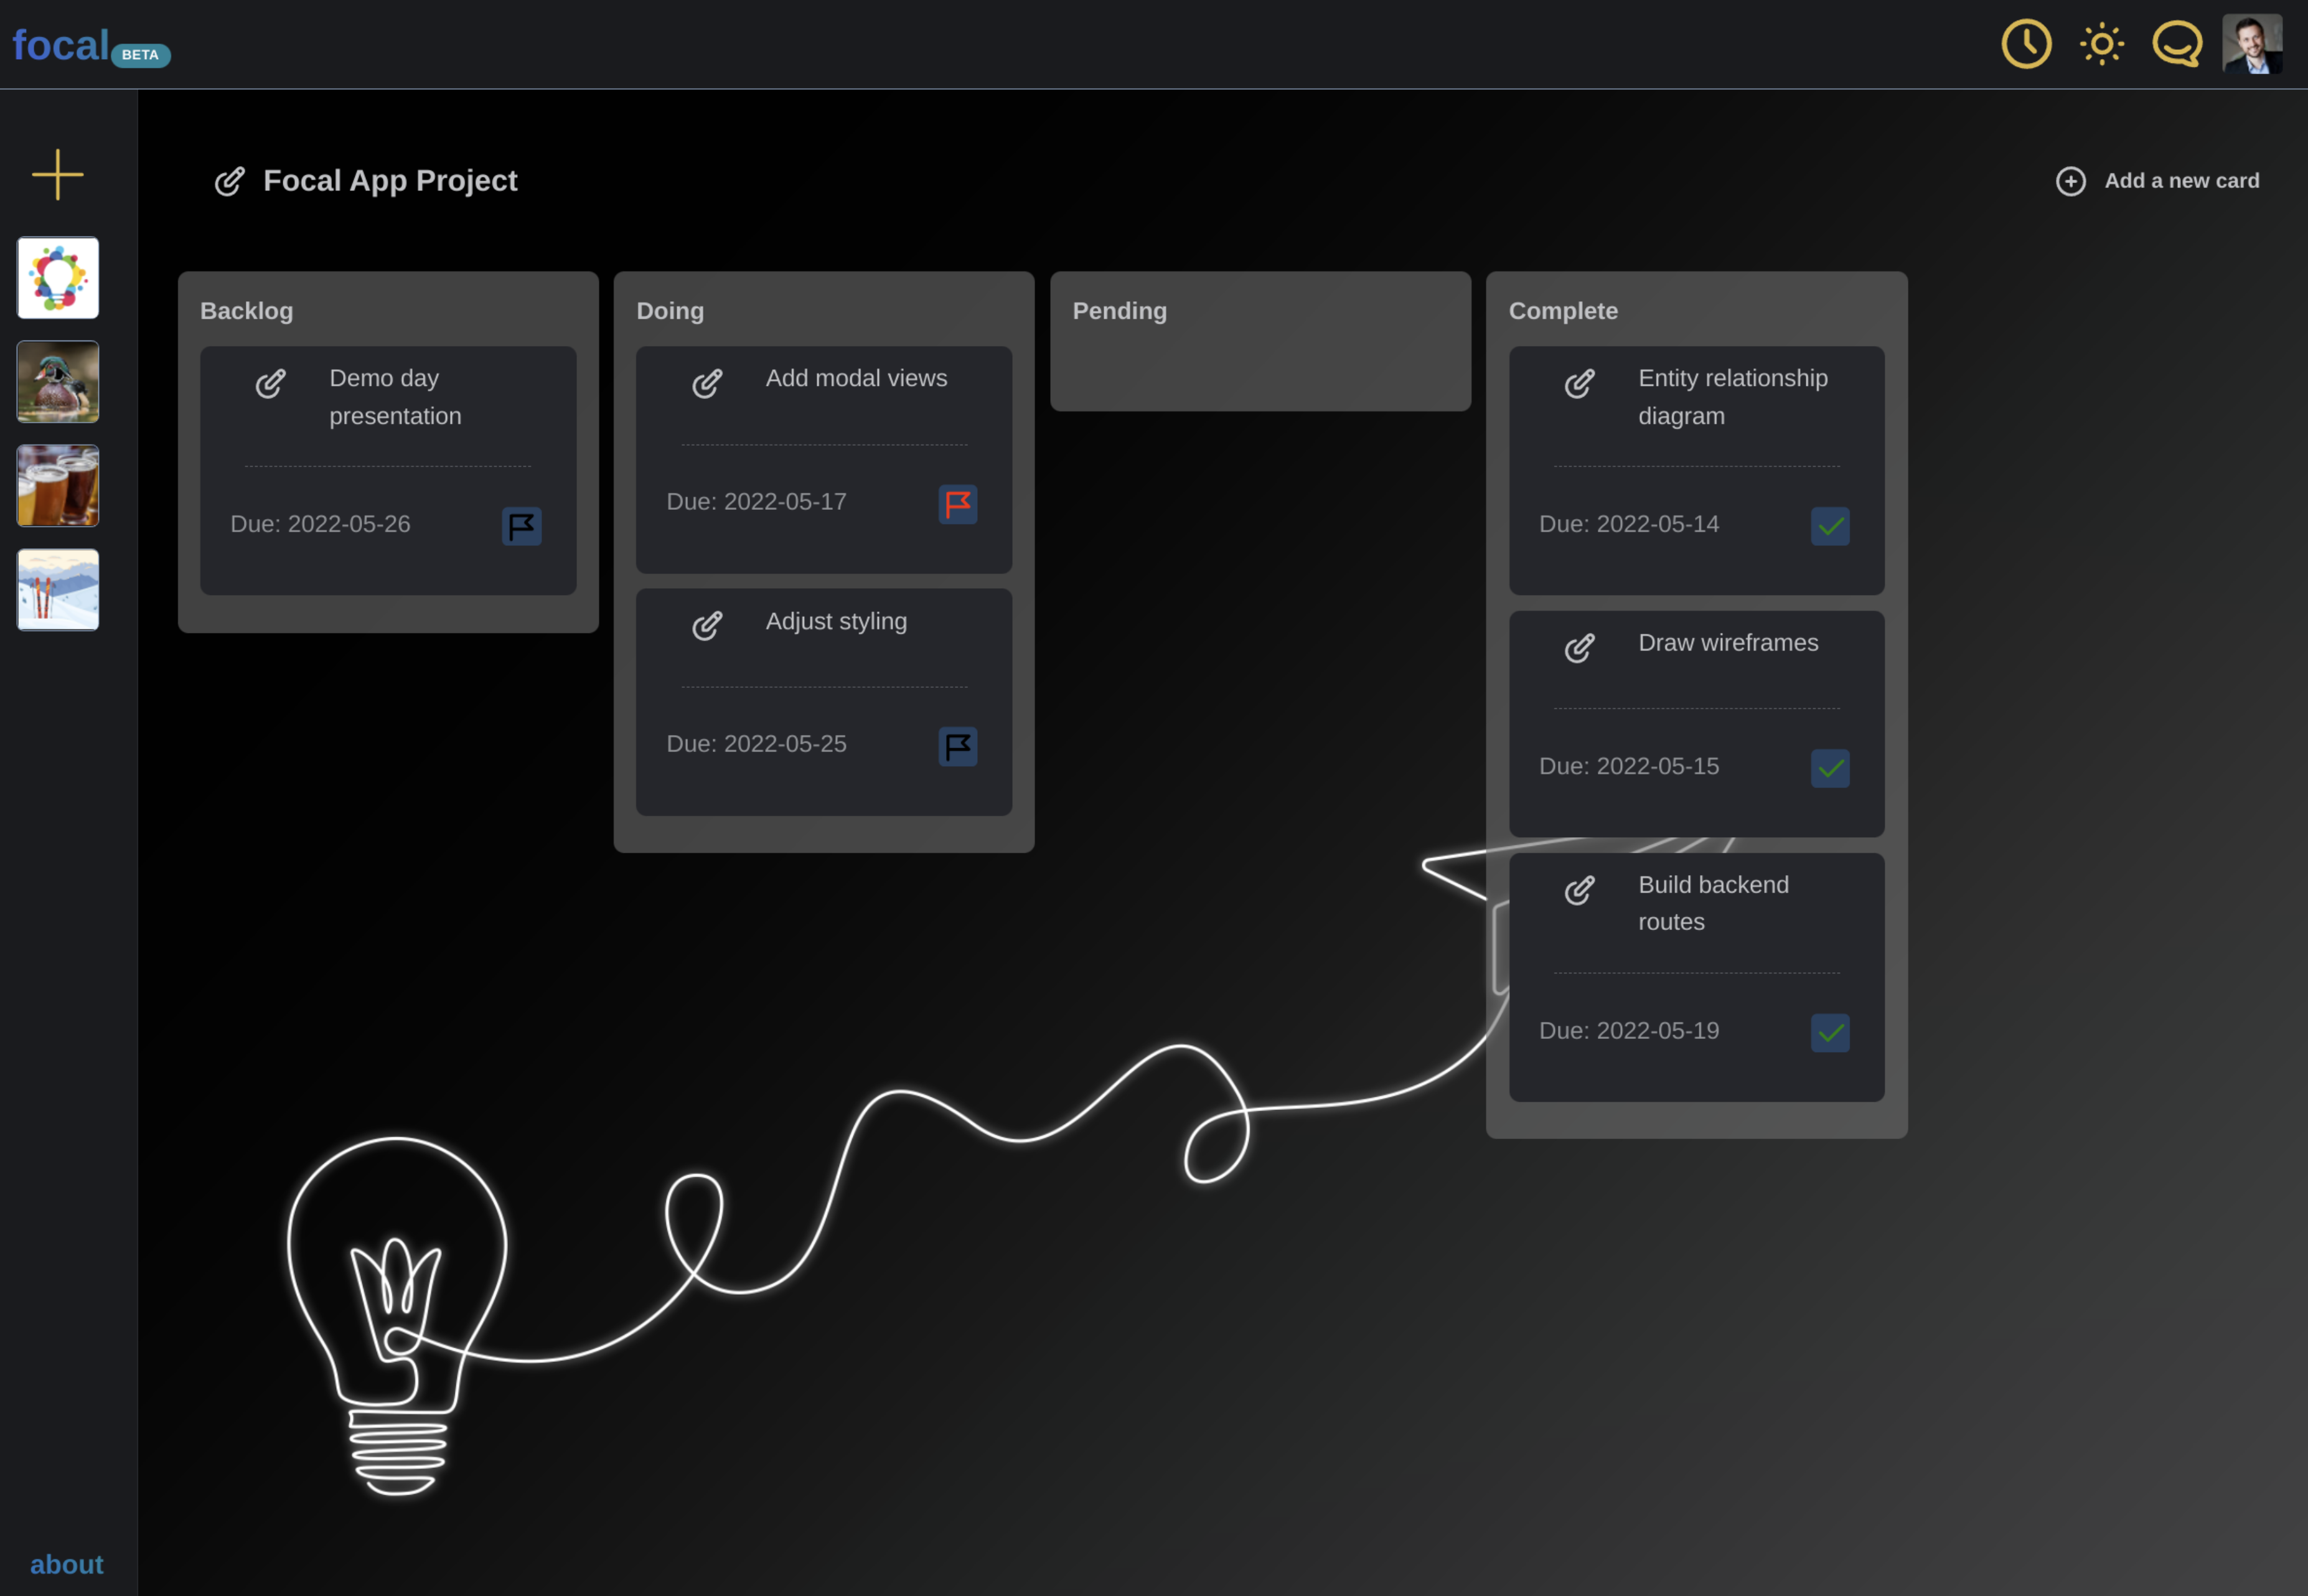 focal
BETA
Focal App Project
Add a new card
Backlog
Demo day
presentation
Due: 2022-05-26
Doing
Add modal views
Due: 2022-05-17
Adjust styling
Due: 2022-05-25
Pending
Complete
Entity relationship
diagram
Due: 2022-05-14
Draw wireframes
Due: 2022-05-15
Build backend
routes
Due: 2022-05-19
about